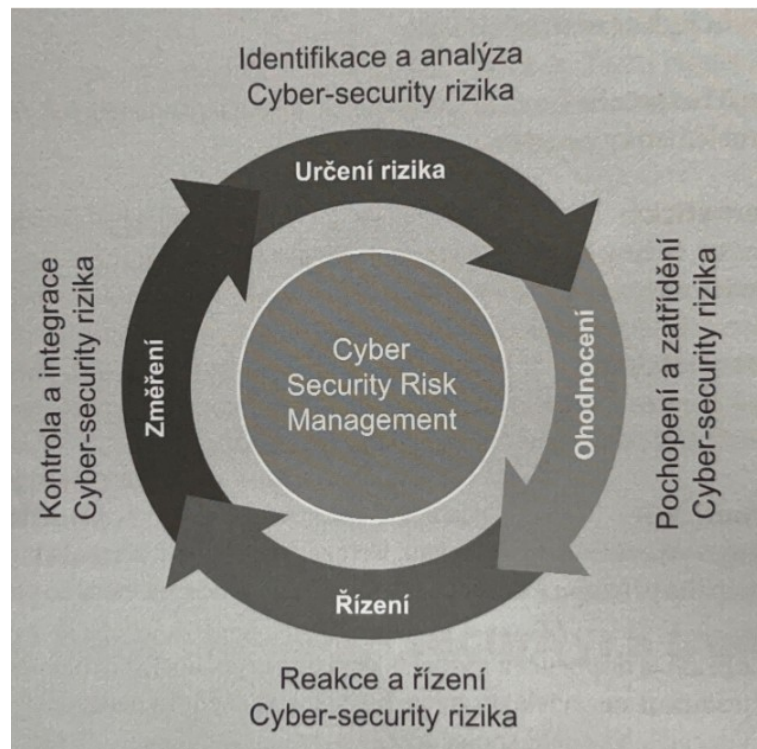 Identifikace a analýza
Cyber-security rizika
Určení rizika
Pochopení a zatřídění
Cyber-security rizika
Ohodnocení
Cyber
Security Risk
Management
Kontrola a integrace
Cyber-security rizika
Změření
Řízení
Reakce a řízení
Cyber-security rizika